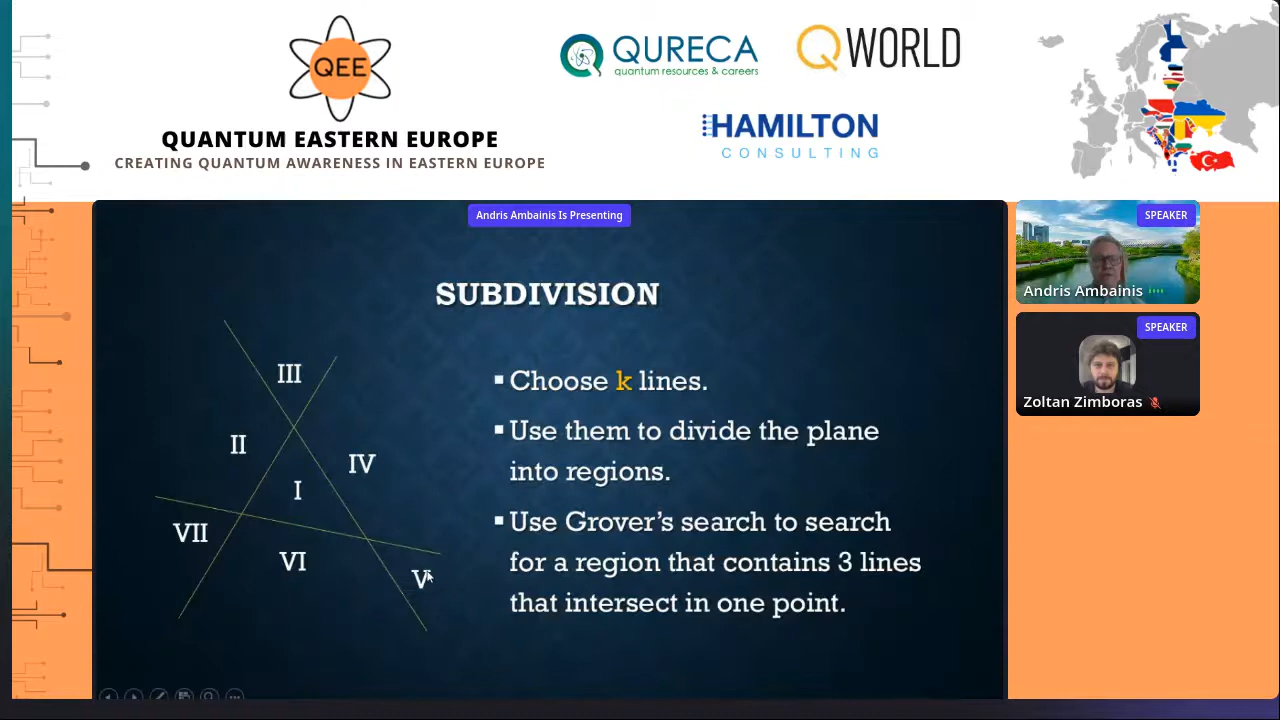 QEE
QUANTUM EASTERN EUROPE
CREATING QUANTUM AWARENESS IN EASTERN EUROPE
QURECA
quantum resources & careers
QWORLD
HAMILTON
CONSULTING
Andris Ambainis Is Presenting
SUBDIVISION
III
II
IV
I
VII
VI
V
▪ Choose k lines.
▪ Use them to divide the plane
into regions.
▪ Use Grover's search to search
for a region that contains 3 lines
that intersect in one point.
SPEAKER
Andris Ambainis
SPEAKER
Zoltan Zimboras